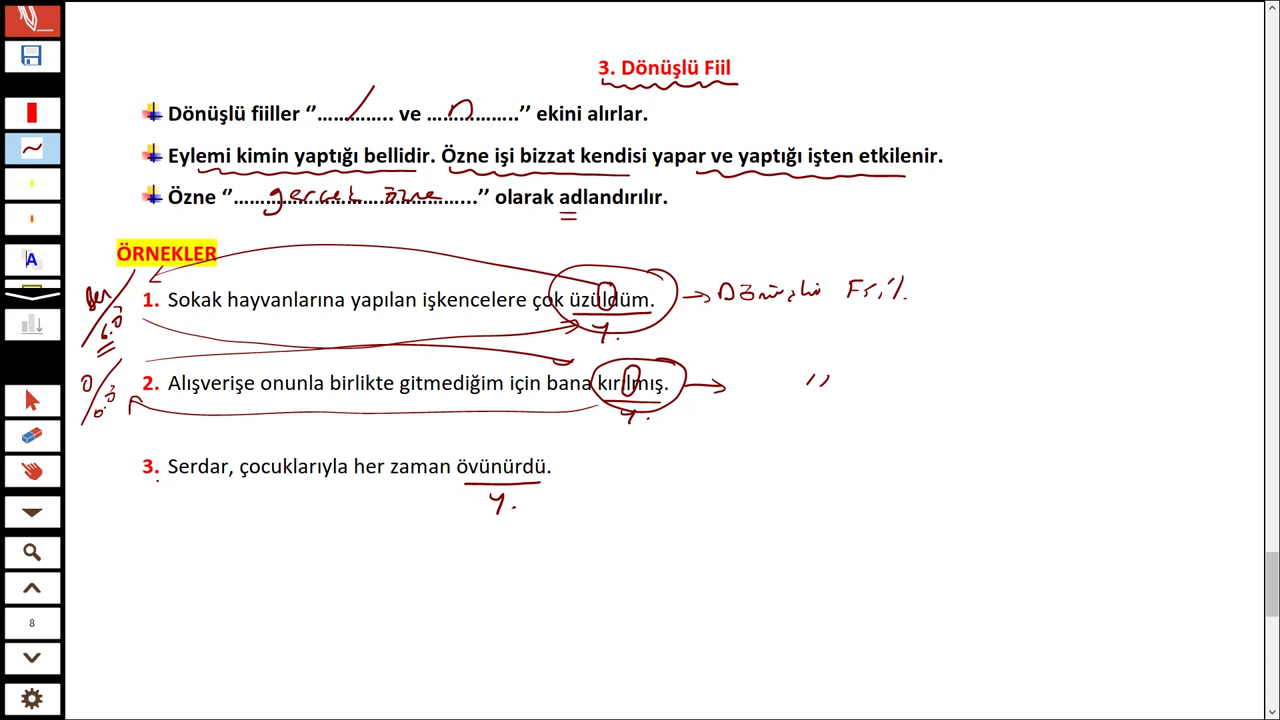 3. Dönüşlü Fiil
Dönüşlü fiiller ‘’.......l...... ve .......n.........’’ ekini alırlar.
Eylemi kimin yaptığı bellidir. Özne işi bizzat kendisi yapar ve yaptığı işten etkilenir.
Özne ‘’......gerçek özne......’’ olarak adlandırılır.
ÖRNEKLER
Ben
G.Ö
1. Sokak hayvanlarına yapılan işkencelere çok üzüldüm. → Dönüşlü Fiil
Y.
O
G.Ö
2. Alışverişe onunla birlikte gitmediğim için bana kırılmış. → ''
Y.
3. Serdar, çocuklarıyla her zaman övünürdü.
Y.
A
8